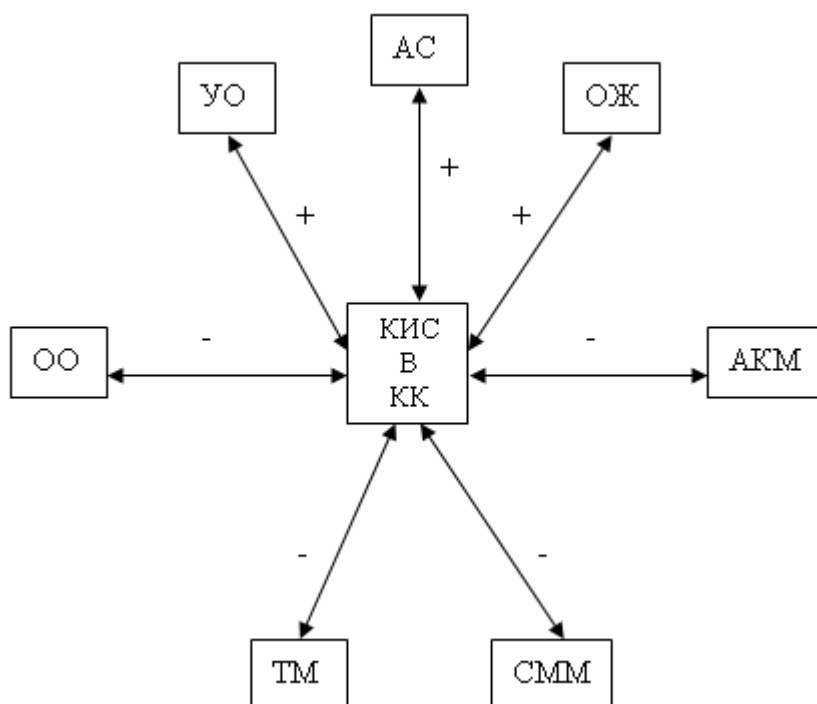 АС
УО
ОЖ
+
+
+
КИС
В
КК
-
-
ОО
АКМ
-
-
ТМ
СММ